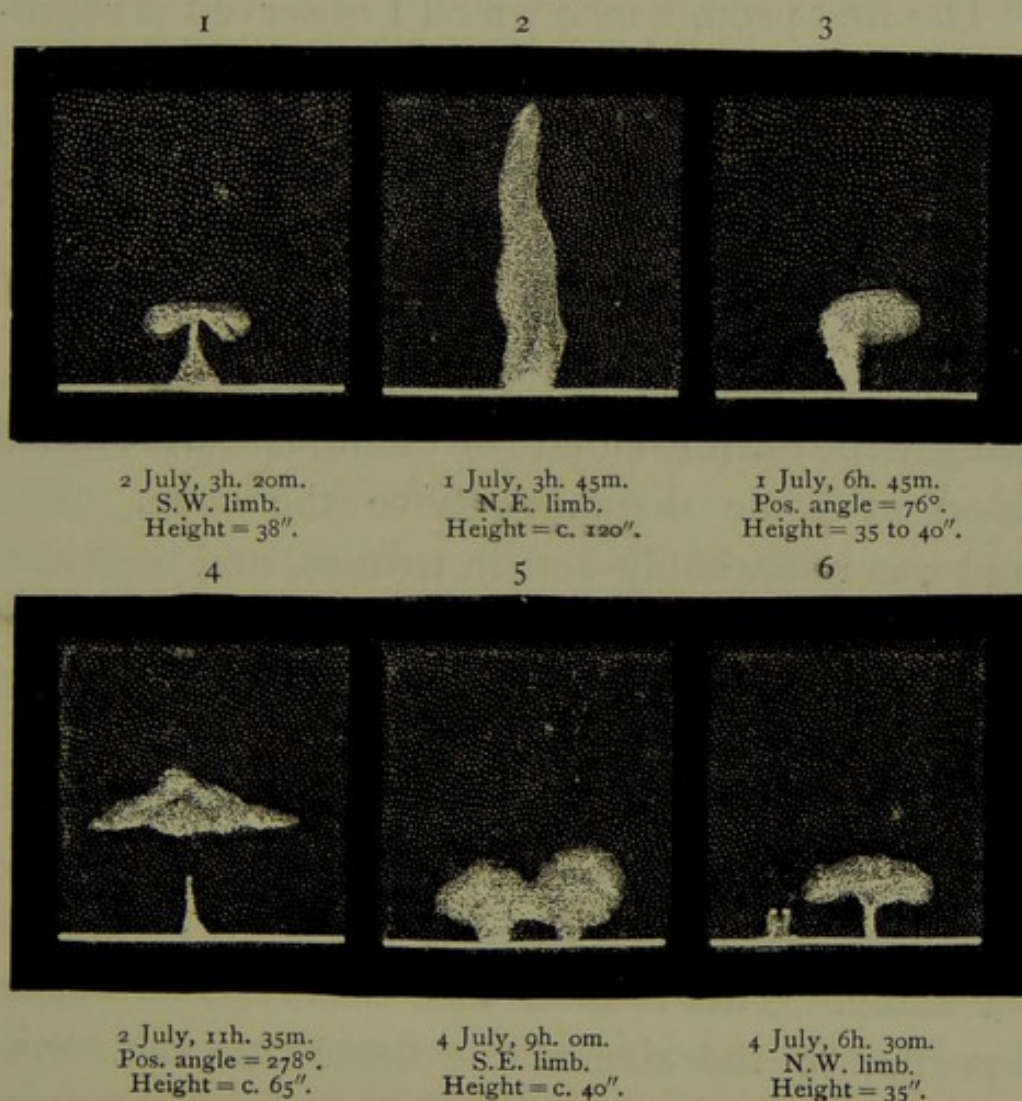 1 2 3
2 July, 3h. 20m.
S.W. limb.
Height = 38″.
1 July, 3h. 45m.
N.E. limb.
Height = c. 120″.
1 July, 6h. 45m.
Pos. angle = 76°.
Height = 35 to 40″.
4 5 6
2 July, 11h. 35m.
Pos. angle = 278°.
Height = c. 65″.
4 July, 9h. 0m.
S.E. limb.
Height = c. 40″.
4 July, 6h. 30m.
N.W. limb.
Height = 35″.